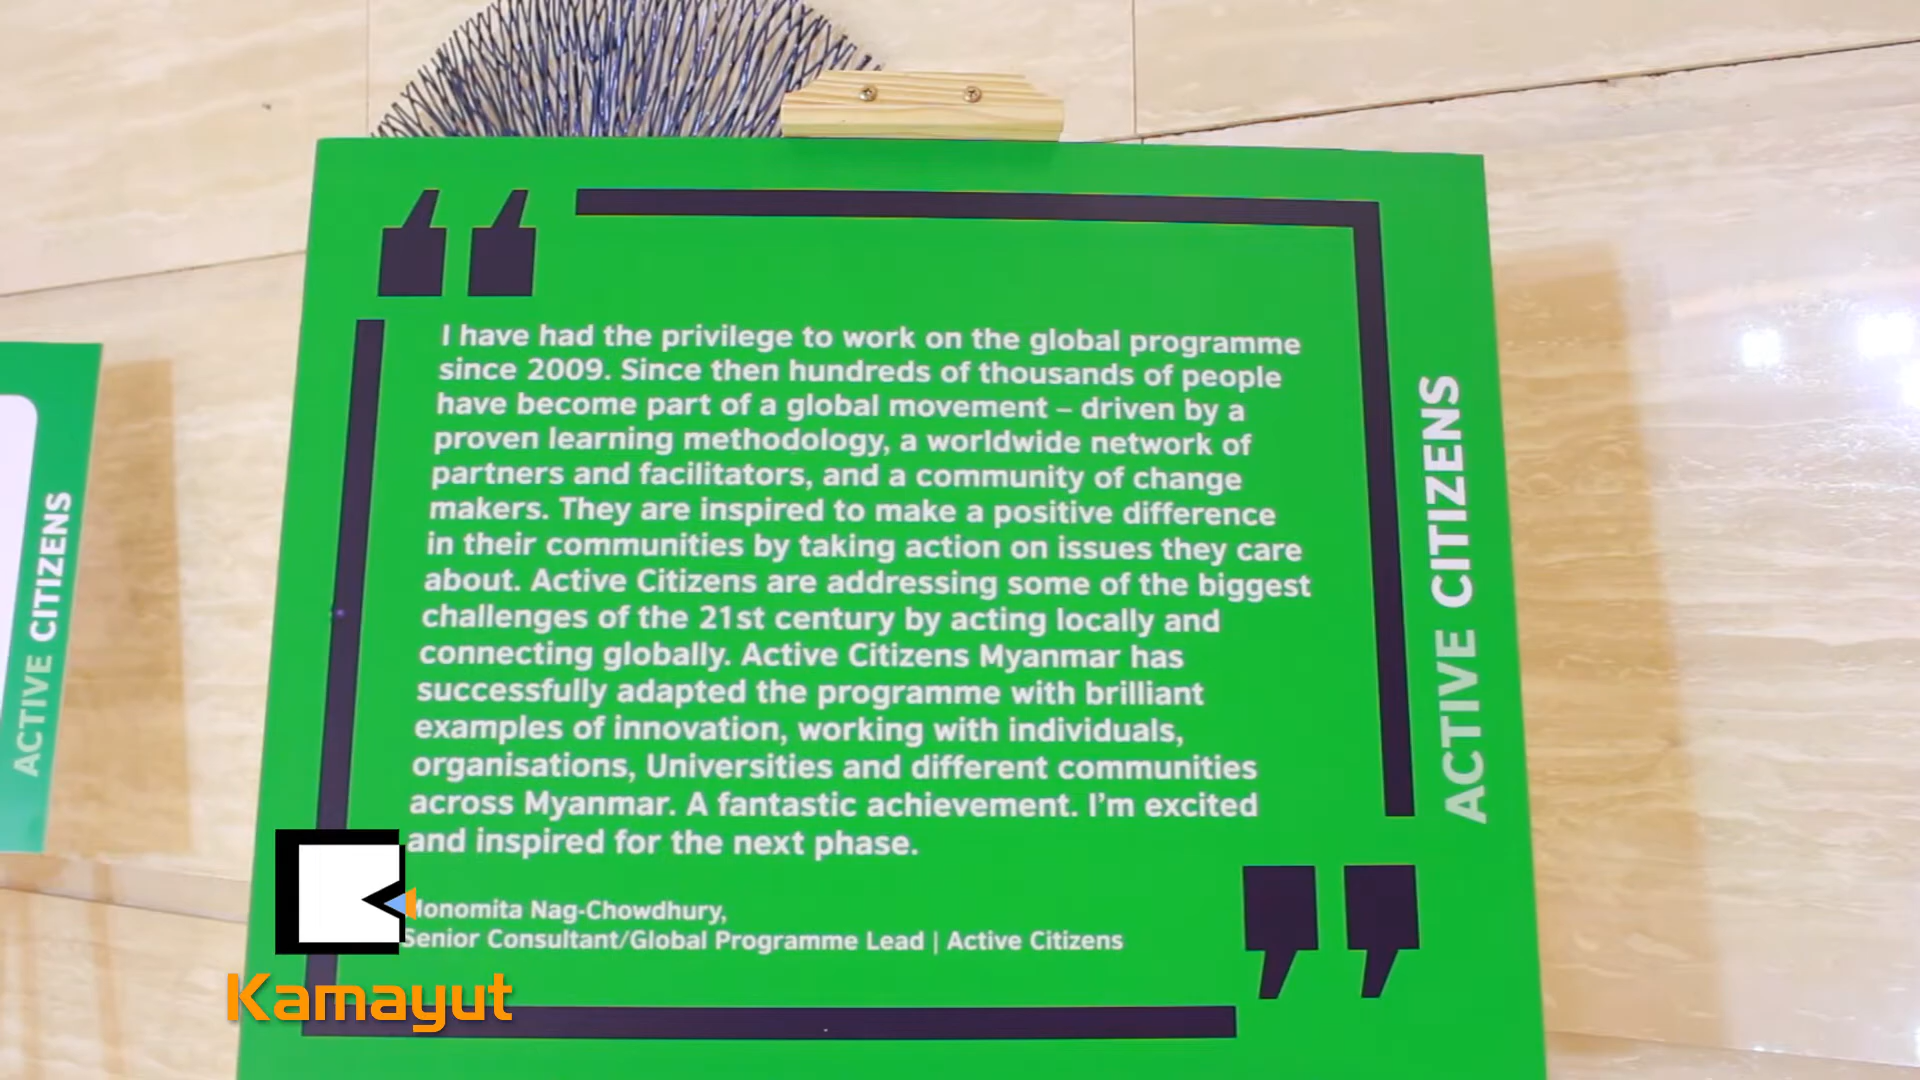 I have had the privilege to work on the global programme
since 2009. Since then hundreds of thousands of people
have become part of a global movement – driven by a
proven learning methodology, a worldwide network of
partners and facilitators, and a community of change
makers. They are inspired to make a positive difference
in their communities by taking action on issues they care
about. Active Citizens are addressing some of the biggest
challenges of the 21st century by acting locally and
connecting globally. Active Citizens Myanmar has
successfully adapted the programme with brilliant
examples of innovation, working with individuals,
organisations, Universities and different communities
across Myanmar. A fantastic achievement. I'm excited
and inspired for the next phase.
Monomita Nag-Chowdhury,
Senior Consultant/Global Programme Lead | Active Citizens
ACTIVE CITIZENS
ACTIVE CITIZENS
Kamayut